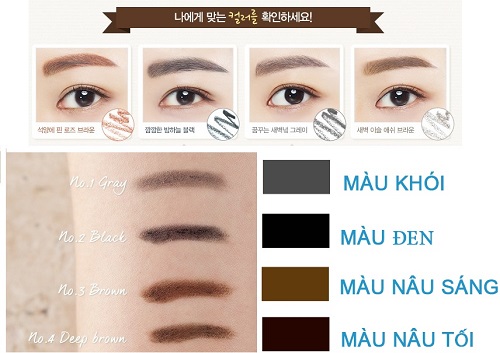 나에게 맞는 컬러를 확인하세요!
석양에 핀 로즈 브라운
깜깜한 밤하늘 블랙
꿈꾸는 새벽녘 그레이
새벽 이슬 애쉬 브라운
No.1 Gray
MÀU KHÓI
No.2 Black
MÀU ĐEN
No.3 Brown
MÀU NÂU SÁNG
No.4 Deep brown
MÀU NÂU TỐI